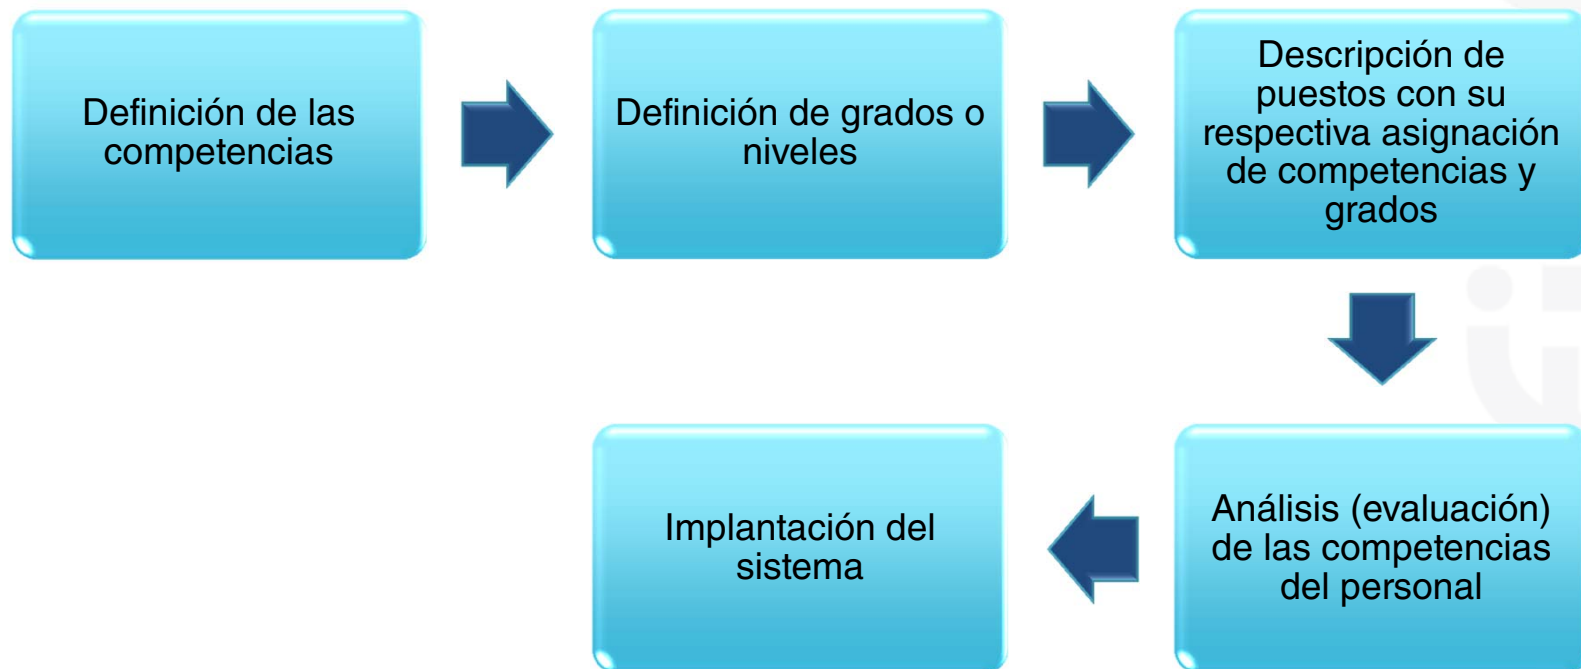 Definición de las
competencias
Definición de grados o
niveles
Descripción de
puestos con su
respectiva asignación
de competencias y
grados
Análisis (evaluación)
de las competencias
del personal
Implantación del
sistema